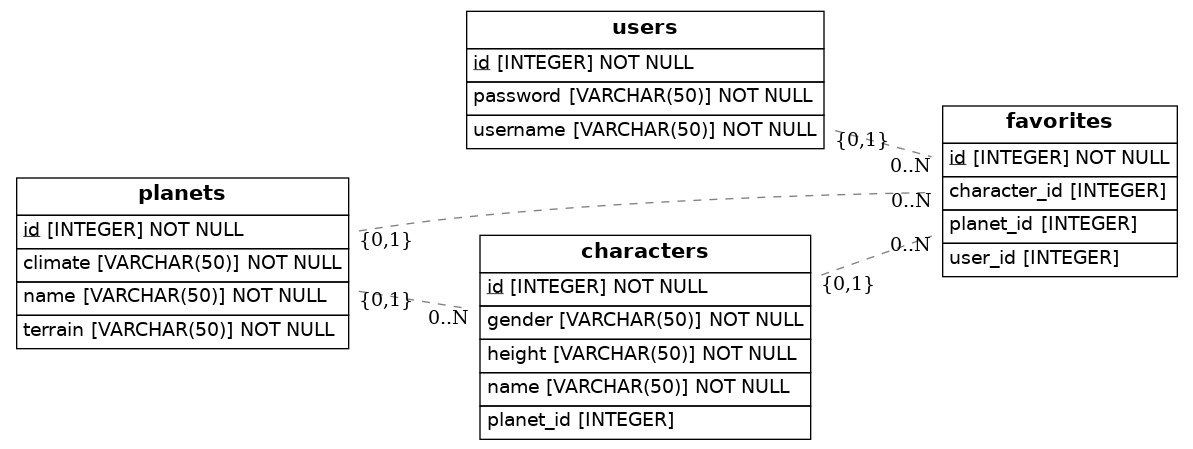 users
id [INTEGER] NOT NULL
password [VARCHAR(50)] NOT NULL
username [VARCHAR(50)] NOT NULL
{0,1}
0..N
favorites
id [INTEGER] NOT NULL
character_id [INTEGER]
planet_id [INTEGER]
user_id [INTEGER]
planets
id [INTEGER] NOT NULL
climate [VARCHAR(50)] NOT NULL
name [VARCHAR(50)] NOT NULL
terrain [VARCHAR(50)] NOT NULL
{0,1}
0..N
{0,1}
0..N
characters
id [INTEGER] NOT NULL
gender [VARCHAR(50)] NOT NULL
height [VARCHAR(50)] NOT NULL
name [VARCHAR(50)] NOT NULL
planet_id [INTEGER]
{0,1}
0..N